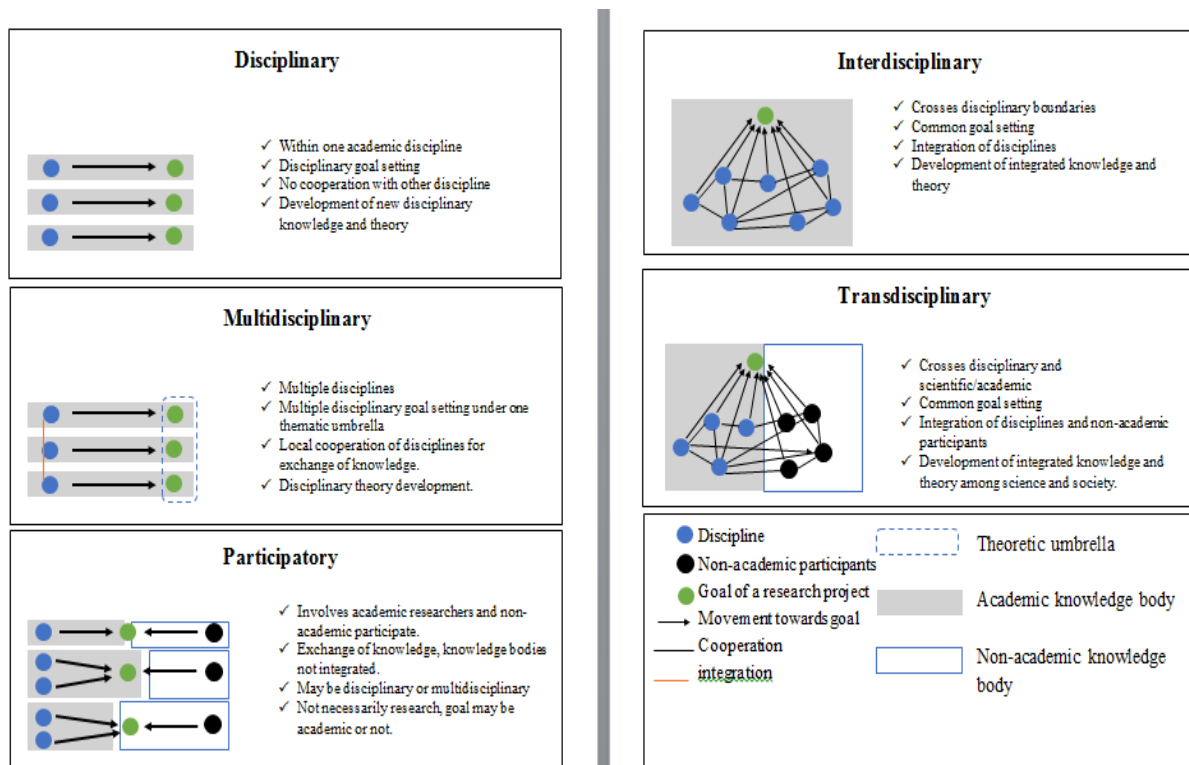 Disciplinary
✓ Within one academic discipline
✓ Disciplinary goal setting
✓ No cooperation with other discipline
✓ Development of new disciplinary
knowledge and theory
Multidisciplinary
✓ Multiple disciplines
✓ Multiple disciplinary goal setting under one
thematic umbrella
✓ Local cooperation of disciplines for
exchange of knowledge.
✓ Disciplinary theory development.
Participatory
✓ Involves academic researchers and non-
academic participate.
✓ Exchange of knowledge, knowledge bodies
not integrated.
✓ May be disciplinary or multidisciplinary
✓ Not necessarily research, goal may be
academic or not.
Interdisciplinary
✓ Crosses disciplinary boundaries
✓ Common goal setting
✓ Integration of disciplines
✓ Development of integrated knowledge and
theory
Transdisciplinary
✓ Crosses disciplinary and
scientific/academic
✓ Common goal setting
✓ Integration of disciplines and non-academic
participants
✓ Development of integrated knowledge and
theory among science and society.
Discipline
Non-academic participants
Goal of a research project
Movement towards goal
Cooperation
integration
Theoretic umbrella
Academic knowledge body
Non-academic knowledge
body